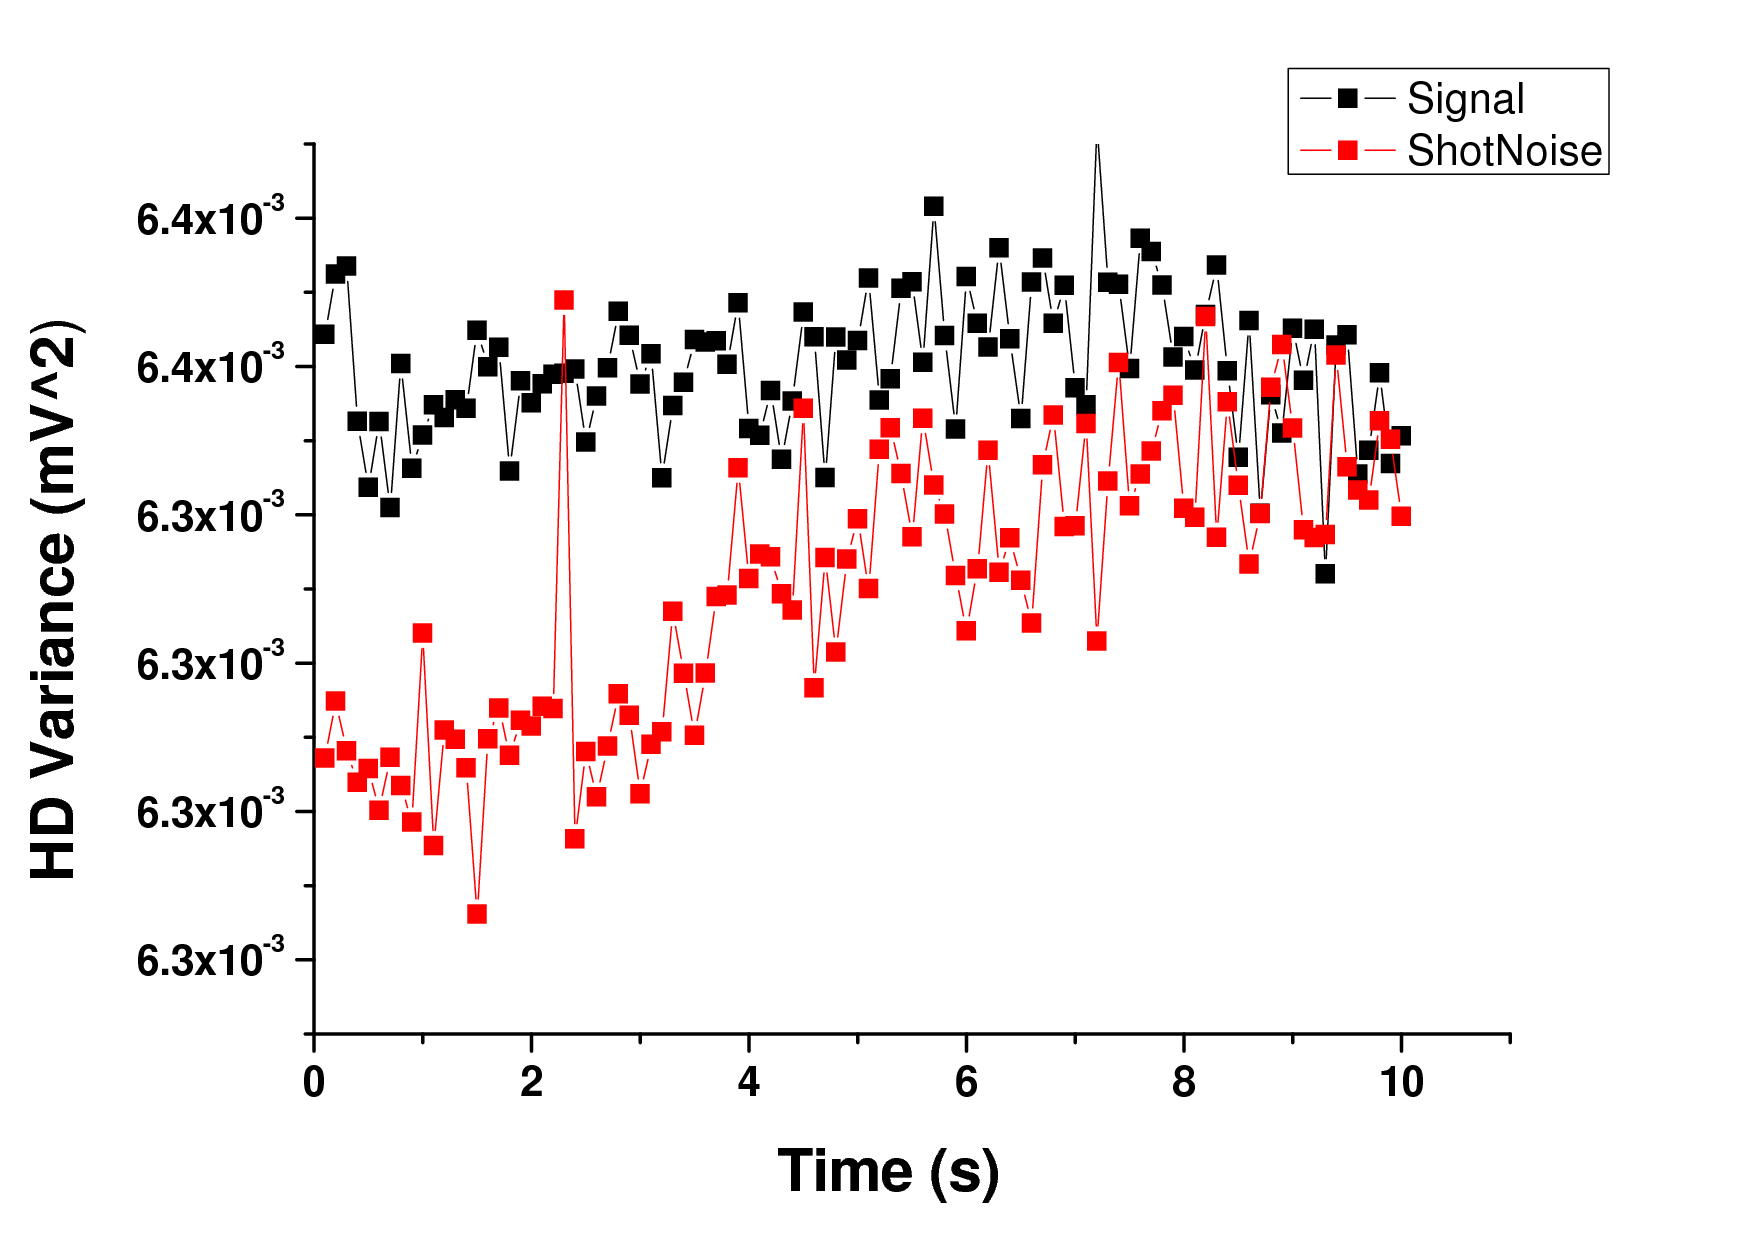 Signal
ShotNoise
6.4x10^-3
6.4x10^-3
6.3x10^-3
6.3x10^-3
6.3x10^-3
6.3x10^-3
HD Variance (mV^2)
0 2 4 6 8 10
Time (s)